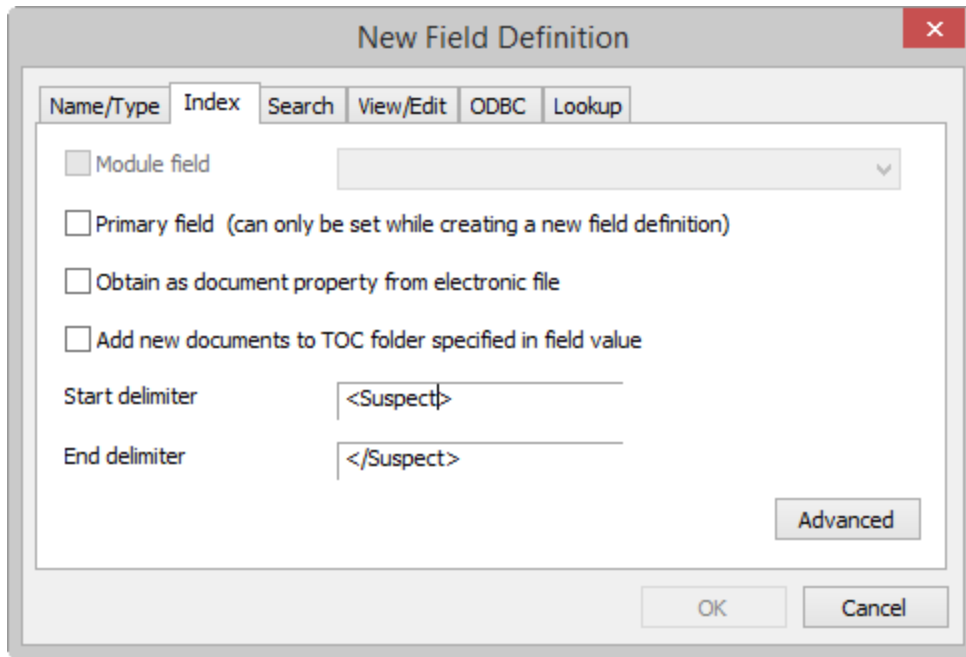 New Field Definition
Name/Type Index Search View/Edit ODBC Lookup
Module field
Primary field (can only be set while creating a new field definition)
Obtain as document property from electronic file
Add new documents to TOC folder specified in field value
Start delimiter <Suspect>
End delimiter </Suspect>
Advanced
OK Cancel